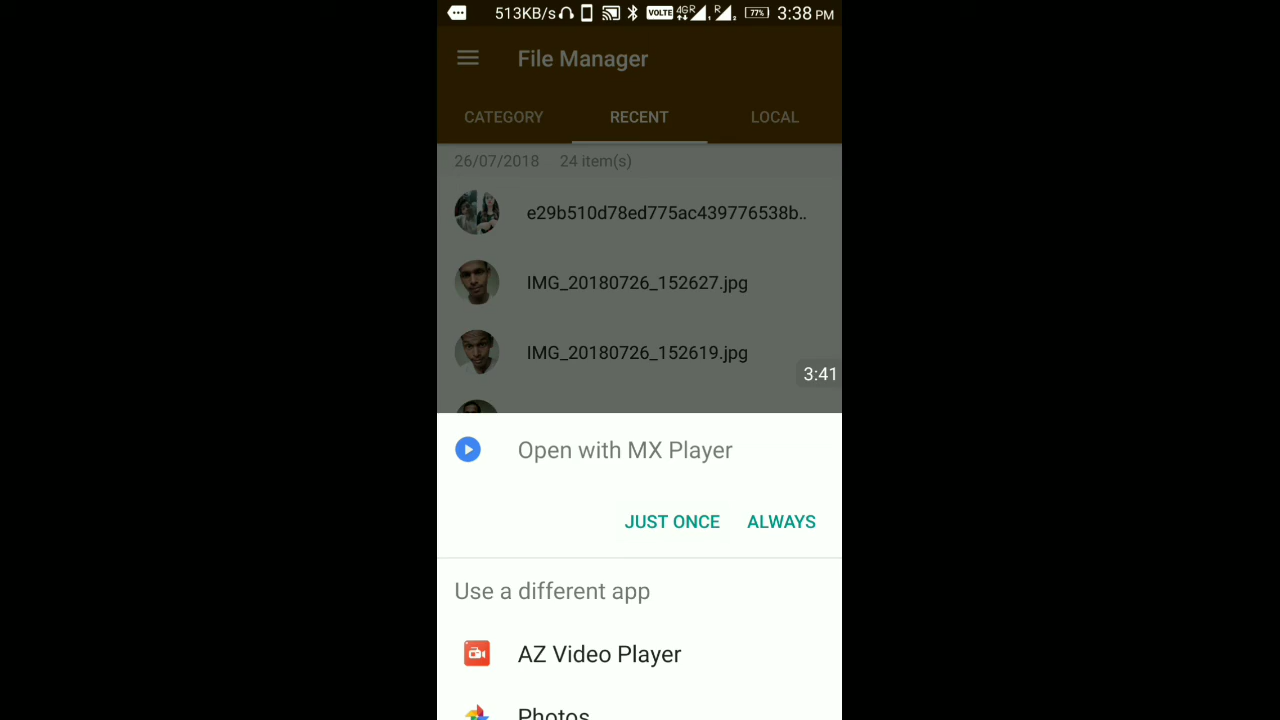 513KB/s VOLTE 4G R 1 R 2 77% 3:38 PM
File Manager
CATEGORY RECENT LOCAL
26/07/2018 24 item(s)
e29b510d78ed775ac439776538b..
IMG_20180726_152627.jpg
IMG_20180726_152619.jpg
3:41
Open with MX Player
JUST ONCE ALWAYS
Use a different app
AZ Video Player
Photos